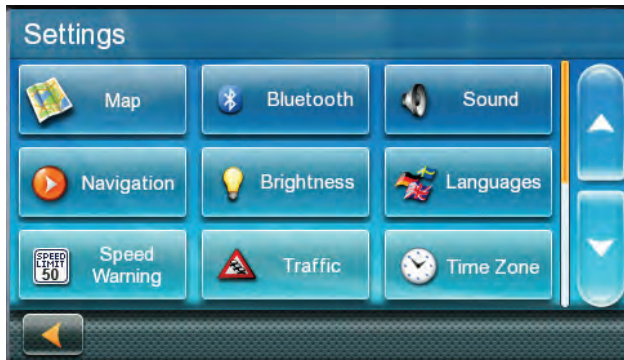 Settings
Map
Bluetooth
Sound
Navigation
Brightness
Languages
SPEED
LIMIT
50
Speed
Warning
Traffic
Time Zone